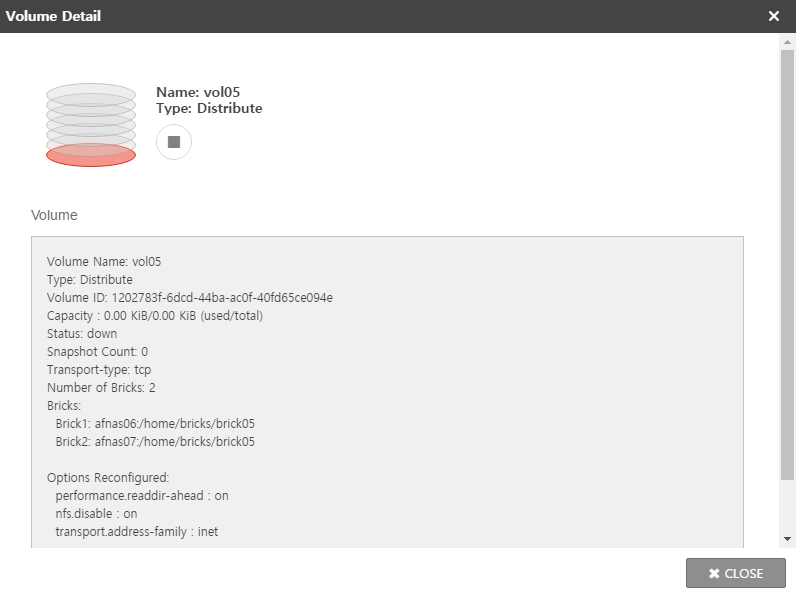 Volume Detail
Name: vol05
Type: Distribute
Volume
Volume Name: vol05
Type: Distribute
Volume ID: 1202783f-6dcd-44ba-ac0f-40fd65ce094e
Capacity : 0.00 KiB/0.00 KiB (used/total)
Status: down
Snapshot Count: 0
Transport-type: tcp
Number of Bricks: 2
Bricks:
Brick1: afnas06:/home/bricks/brick05
Brick2: afnas07:/home/bricks/brick05
Options Reconfigured:
performance.readdir-ahead : on
nfs.disable : on
transport.address-family : inet
CLOSE